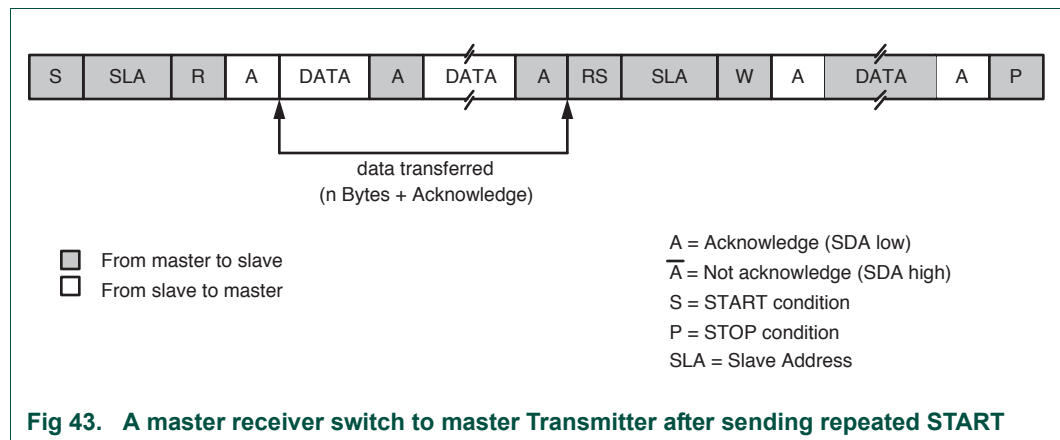 S SLA R A DATA A DATA A RS SLA W A DATA A P
data transferred
(n Bytes + Acknowledge)
From master to slave
From slave to master
A = Acknowledge (SDA low)
A̅ = Not acknowledge (SDA high)
S = START condition
P = STOP condition
SLA = Slave Address
Fig 43. A master receiver switch to master Transmitter after sending repeated START